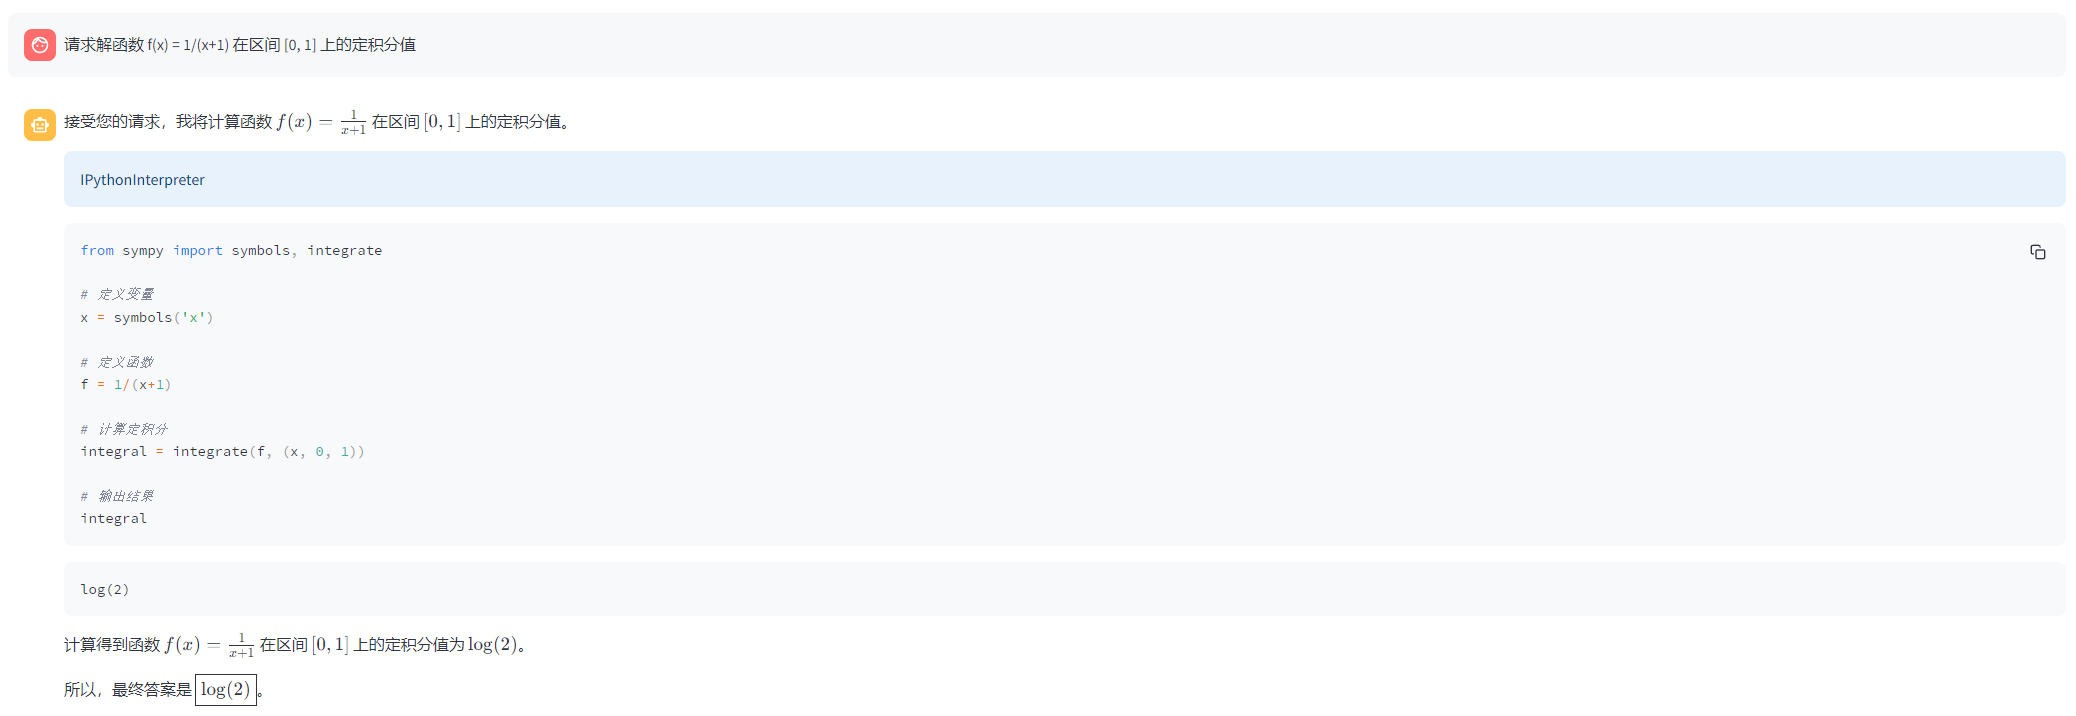 请求解函数 f(x) = 1/(x+1) 在区间 [0, 1] 上的定积分值
接受您的请求，我将计算函数 f(x) = 1/(x+1) 在区间 [0, 1] 上的定积分值。
IPythonInterpreter
from sympy import symbols, integrate
# 定义变量
x = symbols('x')
# 定义函数
f = 1/(x+1)
# 计算定积分
integral = integrate(f, (x, 0, 1))
# 输出结果
integral
log(2)
计算得到函数 f(x) = 1/(x+1) 在区间 [0, 1] 上的定积分值为 log(2)。
所以，最终答案是 log(2)。